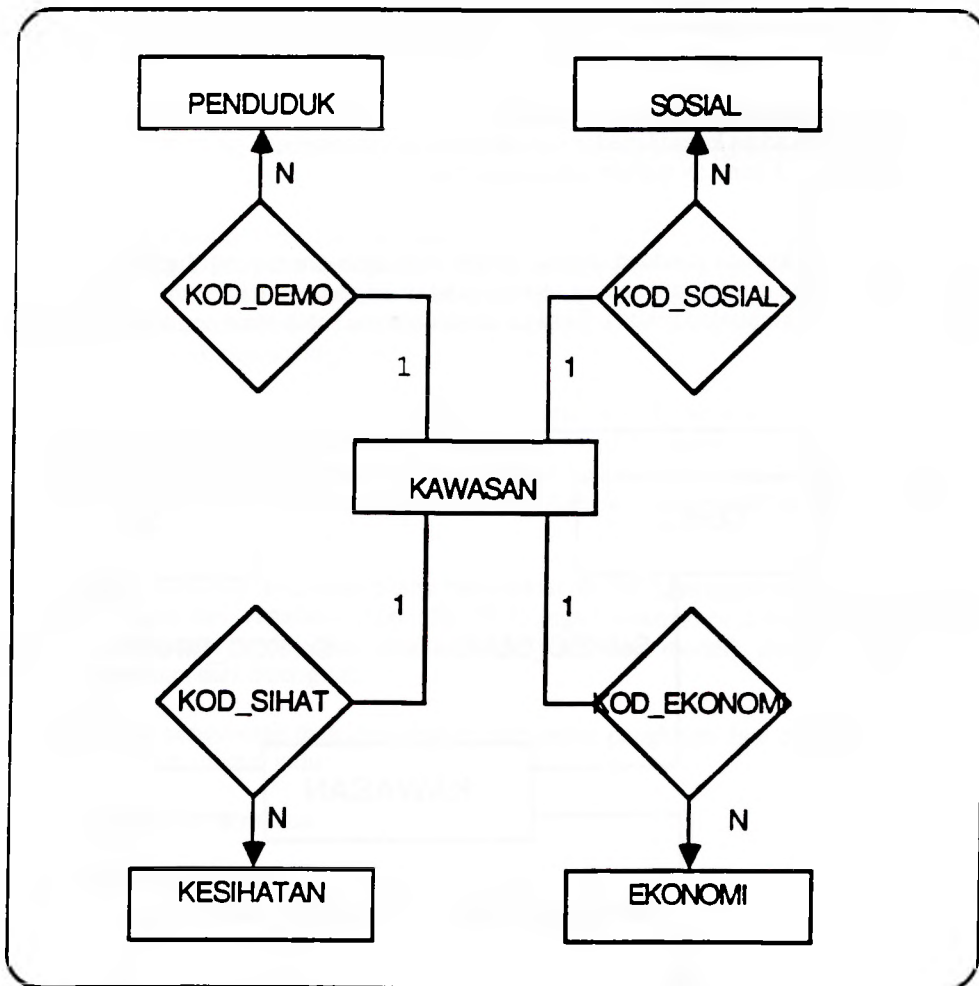 PENDUDUK
SOSIAL
N
N
KOD_DEMO
KOD_SOSIAL
1
1
KAWASAN
1
1
KOD_SIHAT
KOD_EKONOMI
N
N
KESIHATAN
EKONOMI